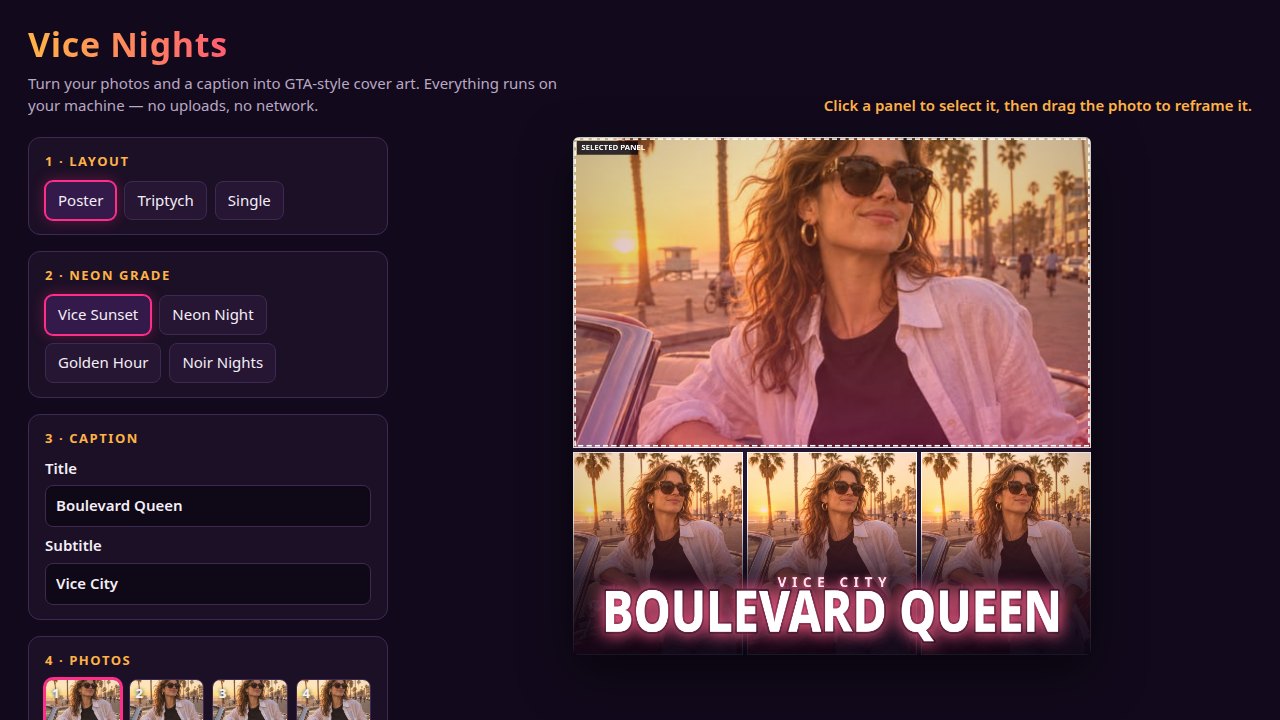 Vice Nights
Turn your photos and a caption into GTA-style cover art. Everything runs on
your machine — no uploads, no network.
Click a panel to select it, then drag the photo to reframe it.
1 · LAYOUT
Poster
Triptych
Single
2 · NEON GRADE
Vice Sunset
Neon Night
Golden Hour
Noir Nights
3 · CAPTION
Title
Boulevard Queen
Subtitle
Vice City
4 · PHOTOS
1
2
3
4
SELECTED PANEL
VICE CITY
BOULEVARD QUEEN